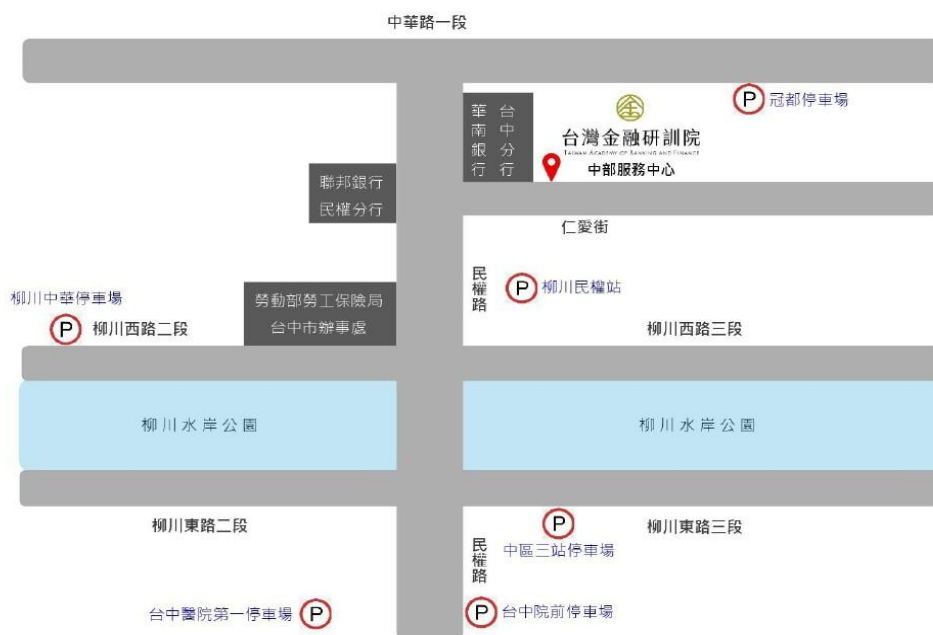 中華路一段
P 冠都停車場
華南銀行
台中分行
台灣金融研訓院
TAIWAN ACADEMY OF BANKING AND FINANCE
中部服務中心
聯邦銀行
民權分行
仁愛街
民權路
P 柳川民權站
柳川中華停車場
P 柳川西路二段
勞動部勞工保險局
台中市辦事處
柳川西路三段
柳川水岸公園
柳川水岸公園
柳川東路二段
P
柳川東路三段
民權路
中區三站停車場
台中醫院第一停車場 P
P 台中院前停車場